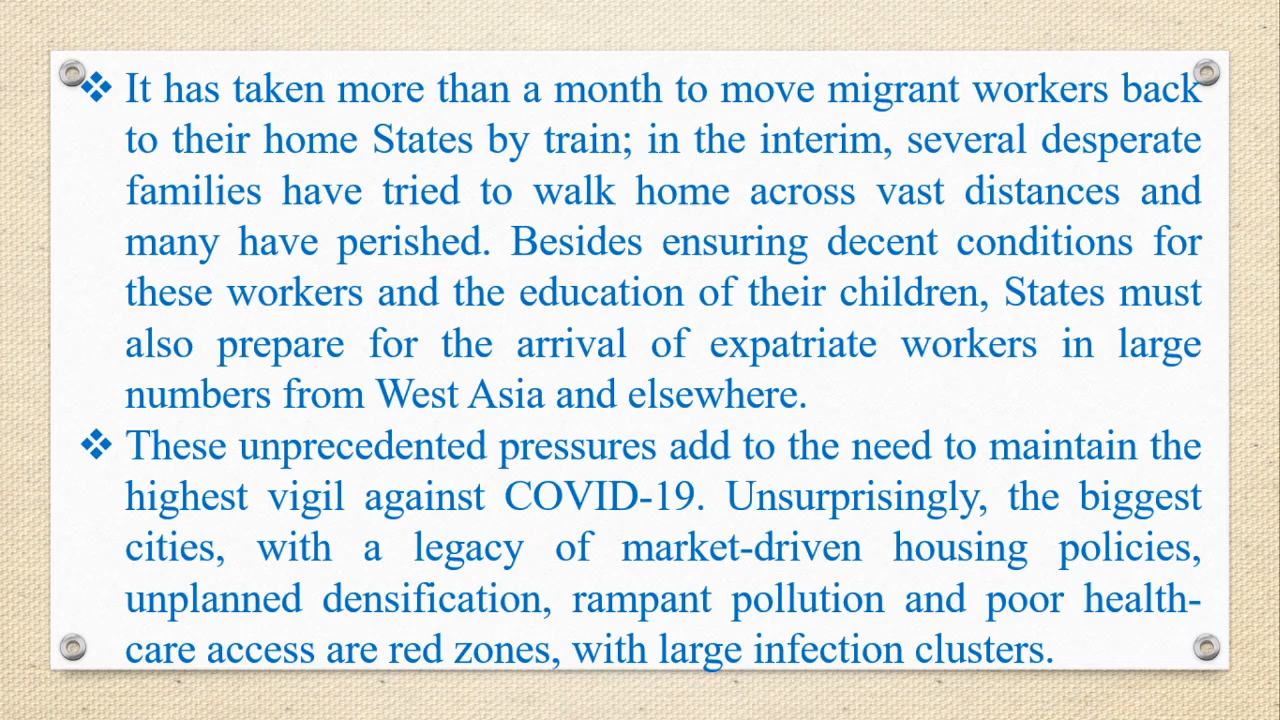 ❖ It has taken more than a month to move migrant workers back
to their home States by train; in the interim, several desperate
families have tried to walk home across vast distances and
many have perished. Besides ensuring decent conditions for
these workers and the education of their children, States must
also prepare for the arrival of expatriate workers in large
numbers from West Asia and elsewhere.
❖ These unprecedented pressures add to the need to maintain the
highest vigil against COVID-19. Unsurprisingly, the biggest
cities, with a legacy of market-driven housing policies,
unplanned densification, rampant pollution and poor health-
care access are red zones, with large infection clusters.